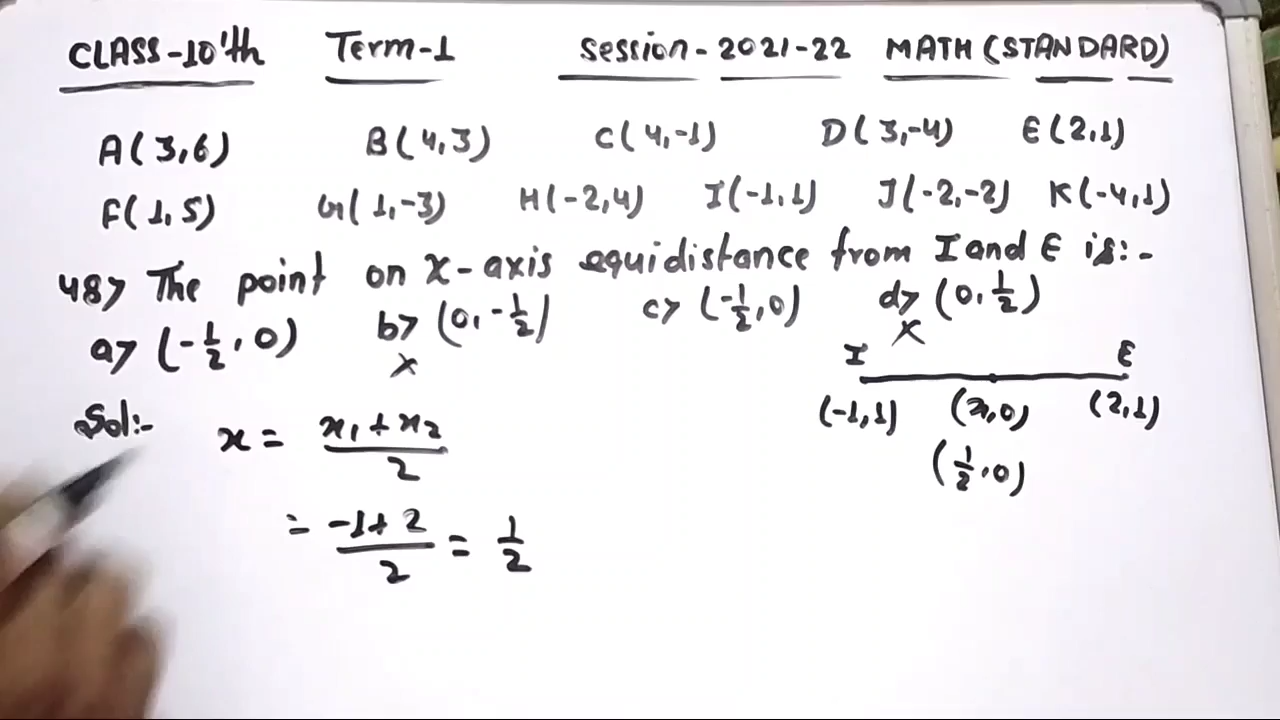 CLASS-10'th Term-1 Session-2021-22 MATH(STANDARD)
A(3,6) B(4,3) C(4,-1) D(3,-4) E(2,1)
F(1,5) G(1,-3) H(-2,4) I(-1,1) J(-2,-2) K(-4,1)
48> The point on x-axis equidistance from I and E is:-
a> (-1/2, 0) b> (0,-1/2) c> (-1/2,0) d> (0,1/2)
x x
I E
(-1,1) (x,0) (2,1)
(1/2,0)
Sol:- x = x₁+x₂/2
= -1+2/2 = 1/2